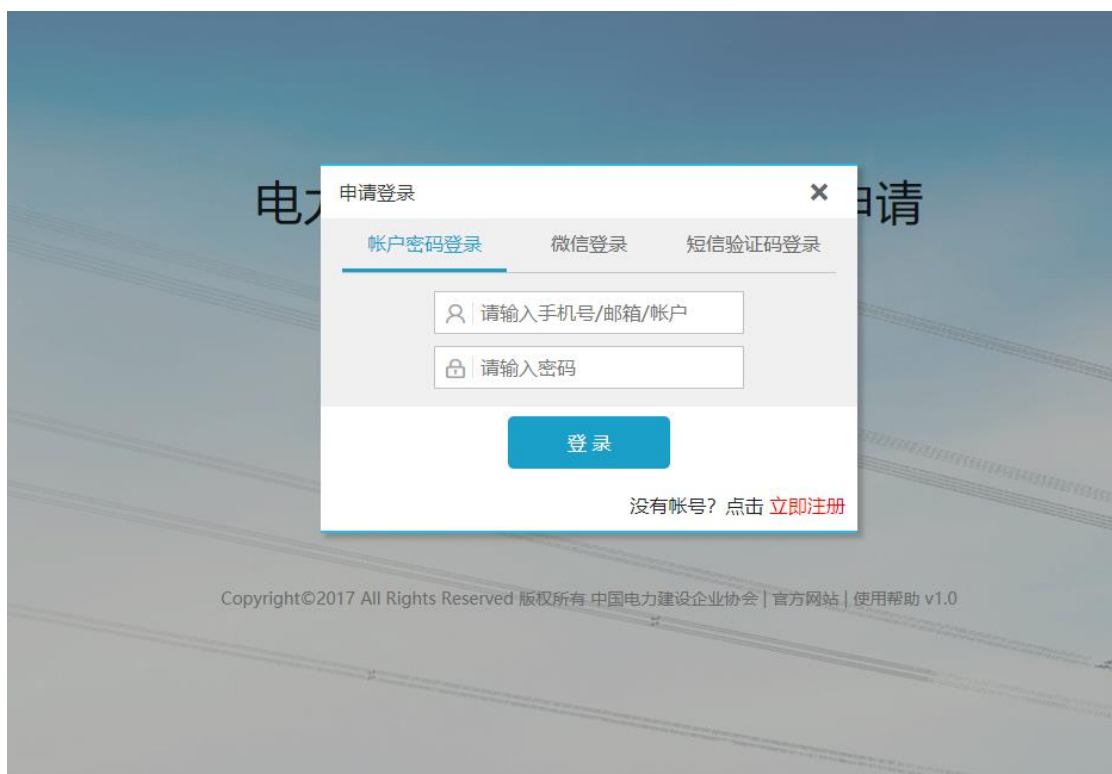 电
申请
申请登录
帐户密码登录 微信登录 短信验证码登录
请输入手机号/邮箱/帐户
请输入密码
登 录
没有帐号？点击 立即注册
Copyright©2017 All Rights Reserved 版权所有 中国电力建设企业协会 | 官方网站 | 使用帮助 v1.0